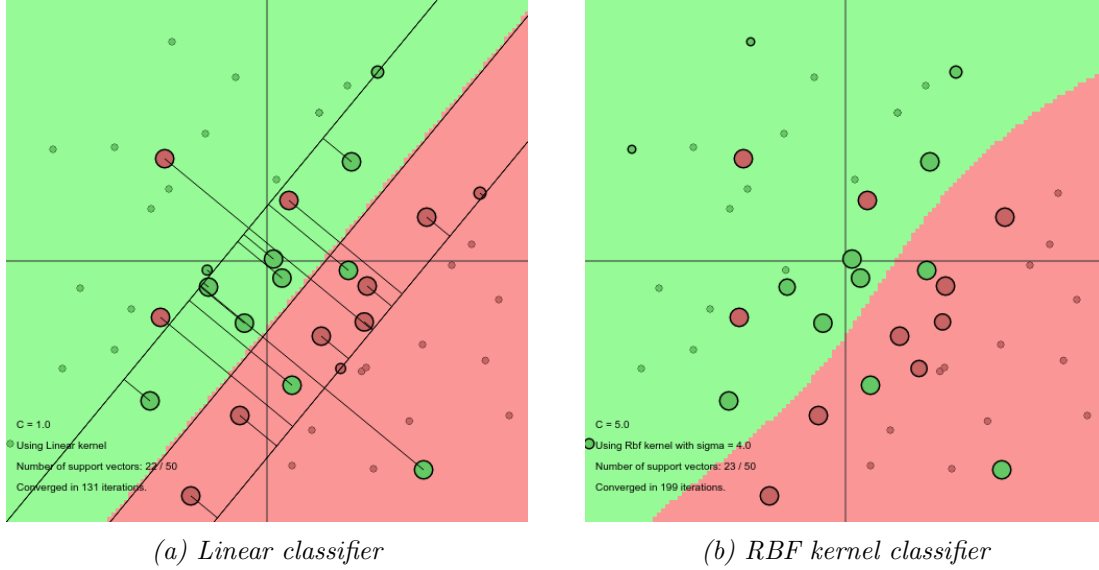 C = 1.0
Using Linear kernel
Number of support vectors: 22 / 50
Converged in 131 iterations.
C = 5.0
Using Rbf kernel with sigma = 4.0
Number of support vectors: 23 / 50
Converged in 199 iterations.
(a) Linear classifier
(b) RBF kernel classifier